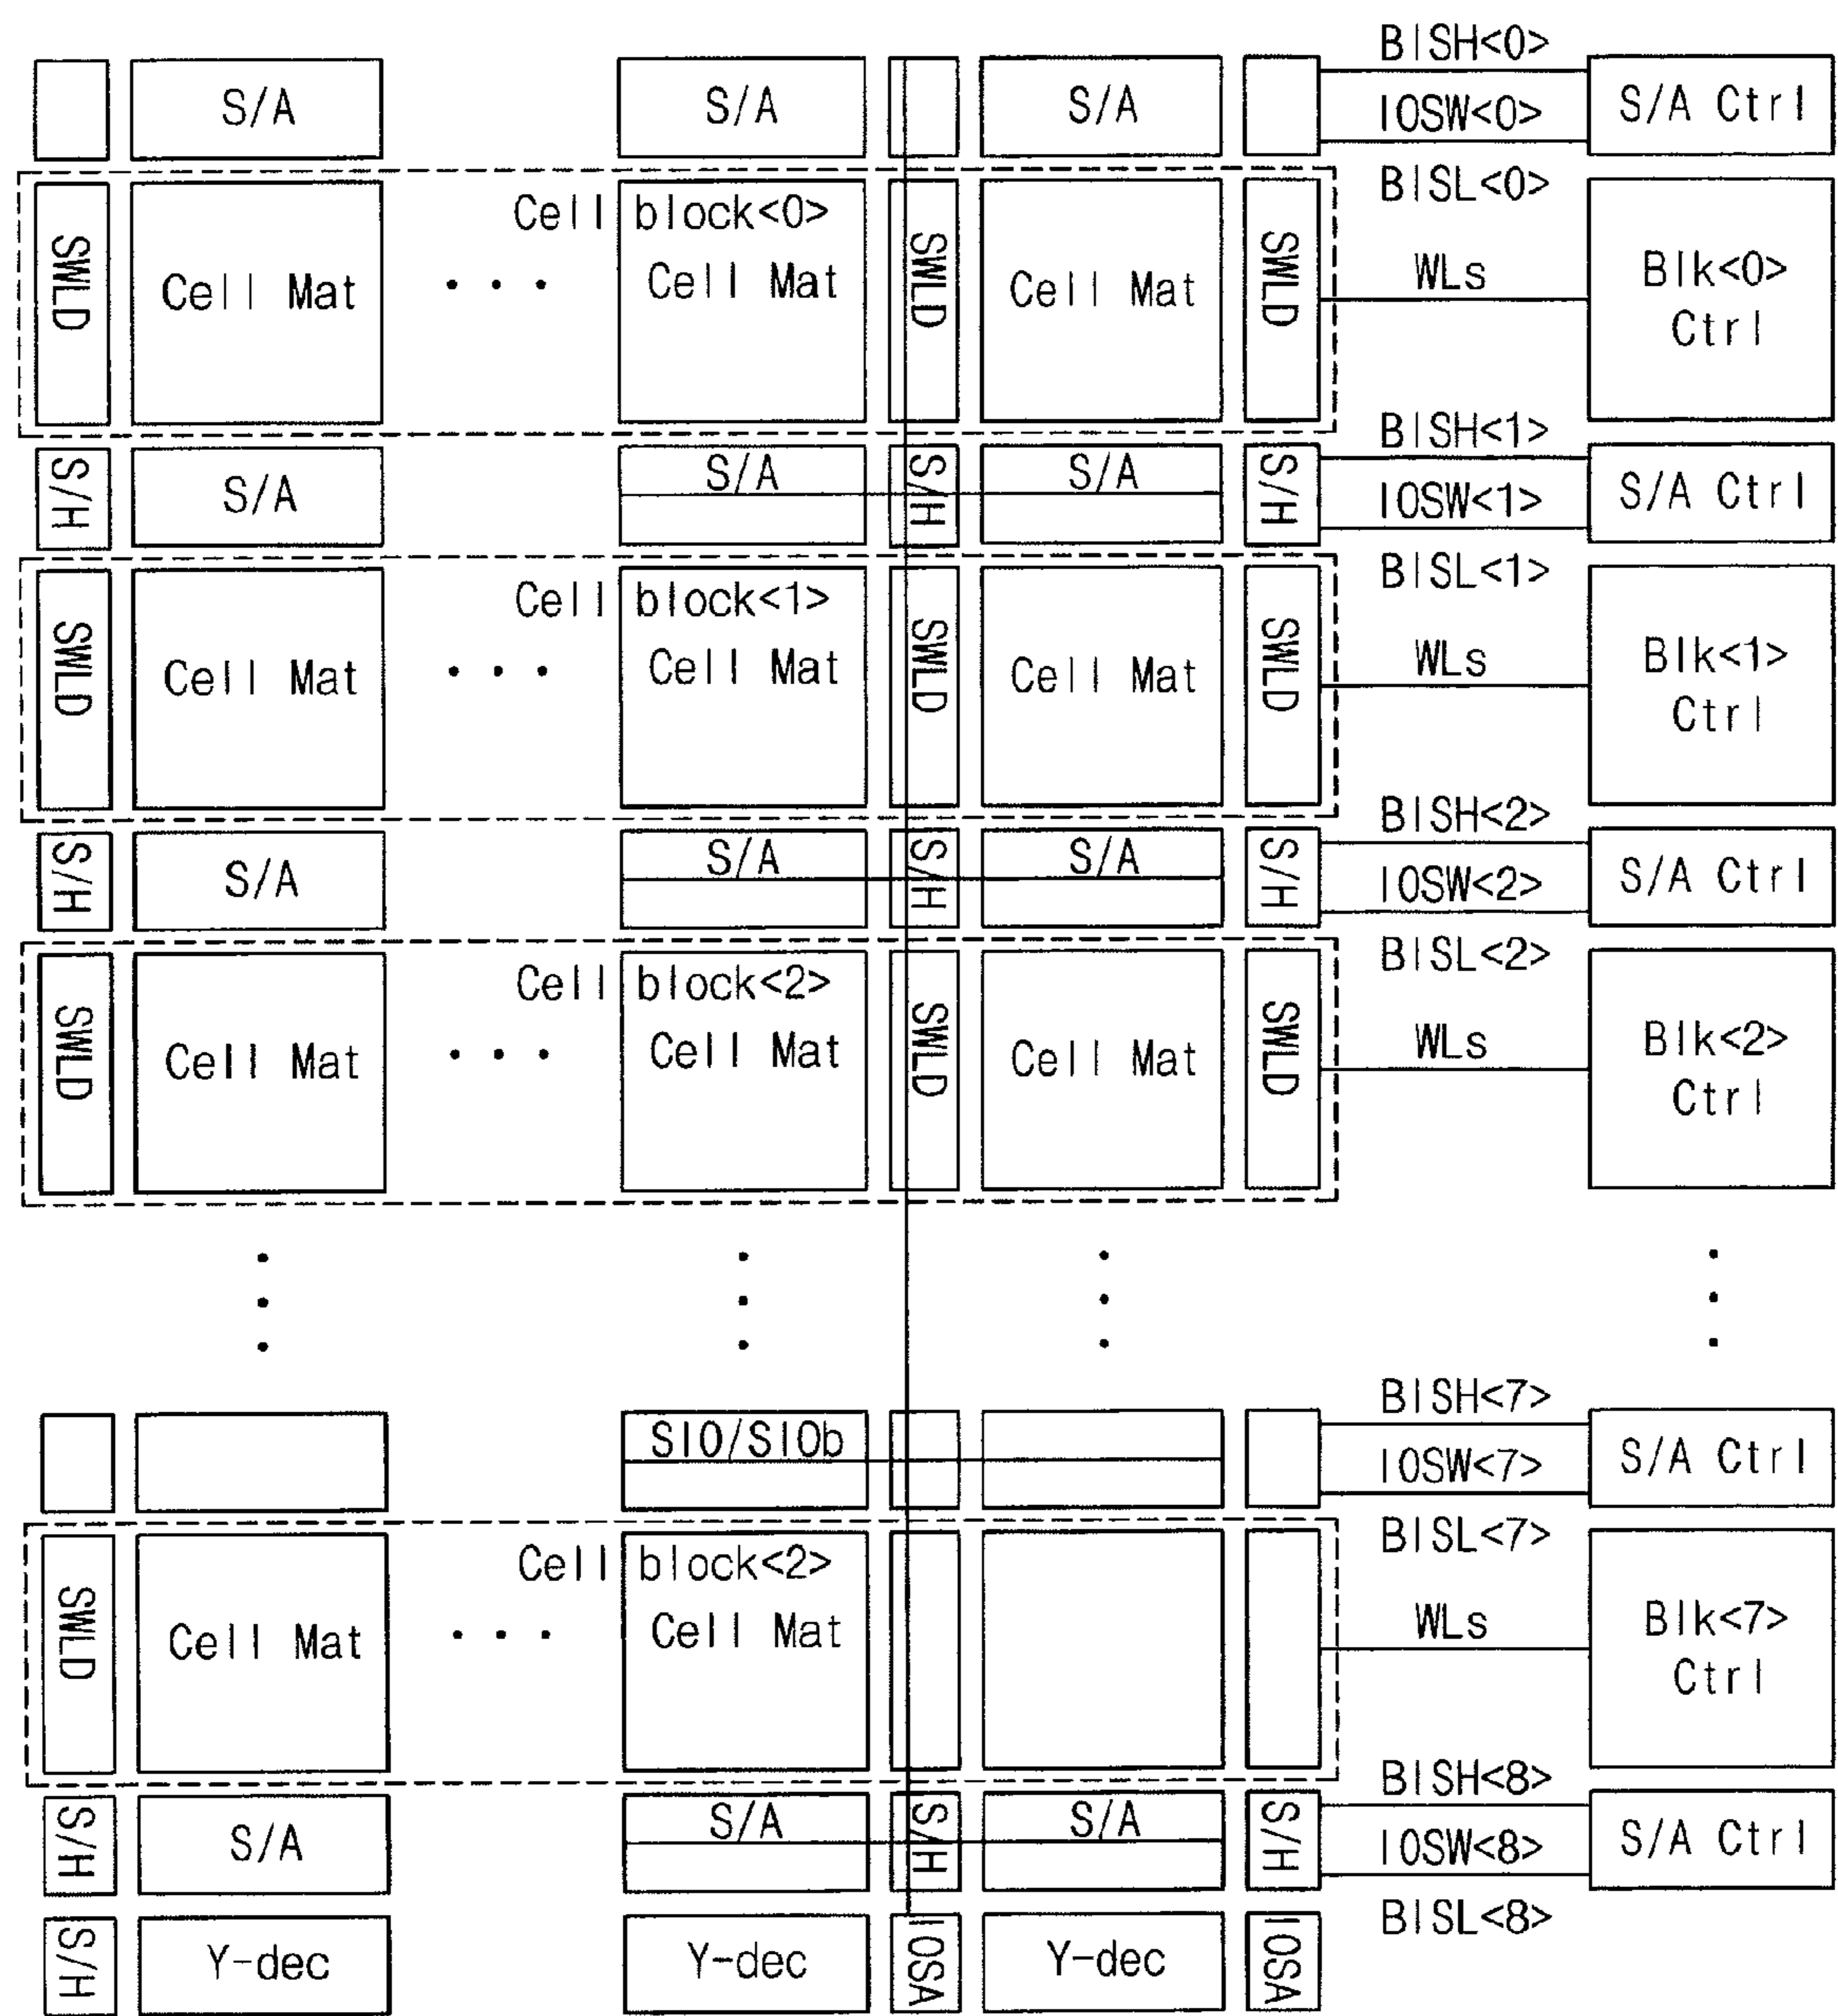 BISH<0>
S/A S/A S/A IOSW<0> S/A Ctrl
BISL<0>
Cell block<0>
SWLD Cell Mat ... Cell Mat SWLD Cell Mat SWLD WLs Blk<0>
Ctrl
BISH<1>
S/H S/A S/A S/H S/A S/H IOSW<1> S/A Ctrl
BISL<1>
Cell block<1>
SWLD Cell Mat ... Cell Mat SWLD Cell Mat SWLD WLs Blk<1>
Ctrl
BISH<2>
S/H S/A S/A S/H S/A S/H IOSW<2> S/A Ctrl
BISL<2>
Cell block<2>
SWLD Cell Mat ... Cell Mat SWLD Cell Mat SWLD WLs Blk<2>
Ctrl
BISH<7>
SIO/SIOb IOSW<7> S/A Ctrl
BISL<7>
Cell block<2>
SWLD Cell Mat ... Cell Mat WLs Blk<7>
Ctrl
BISH<8>
S/H S/A S/A S/H S/A S/H IOSW<8> S/A Ctrl
BISL<8>
S/H Y-dec Y-dec IOSA Y-dec IOSA